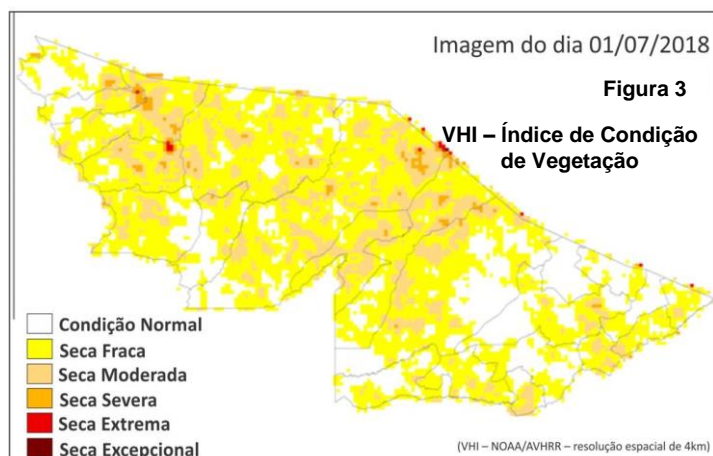 Imagem do dia 01/07/2018
Figura 3
VHI – Índice de Condição
de Vegetação
Condição Normal
Seca Fraca
Seca Moderada
Seca Severa
Seca Extrema
Seca Excepcional
(VHI – NOAA/AVHRR – resolução espacial de 4km)